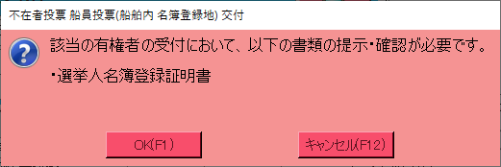 不在者投票 船員投票(船舶内 名簿登録地) 交付
該当の有権者の受付において、以下の書類の提示・確認が必要です。
・選挙人名簿登録証明書
OK(F1) キャンセル(F12)